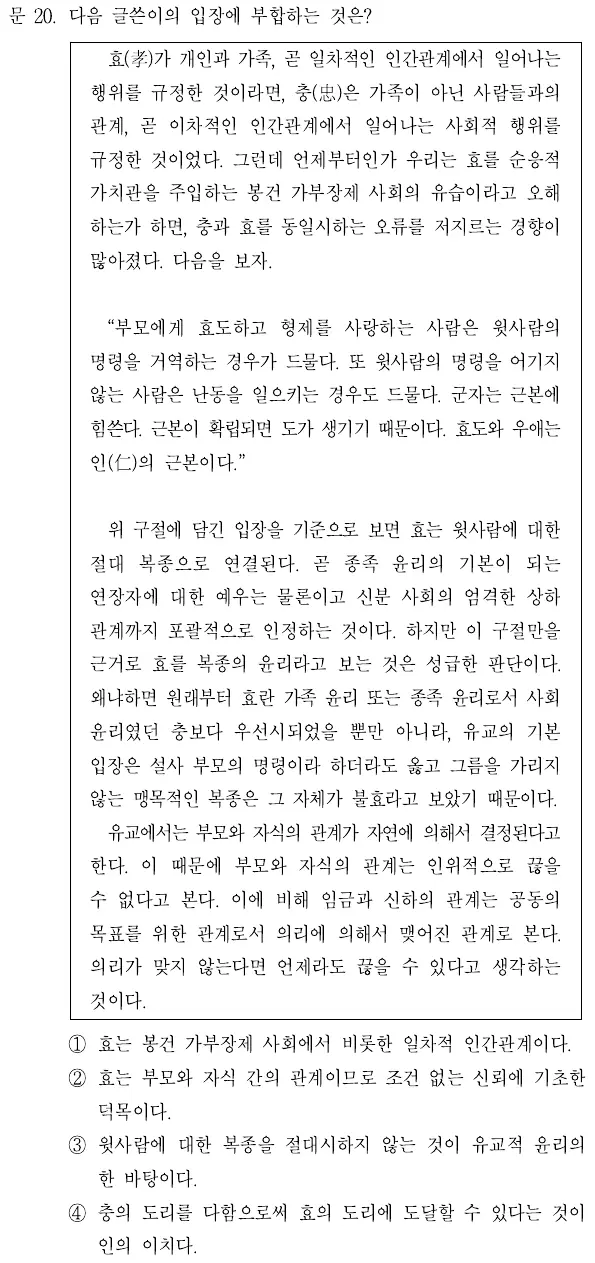 문 20. 다음 글쓴이의 입장에 부합하는 것은?
효(孝)가 개인과 가족, 곧 일차적인 인간관계에서 일어나는
행위를 규정한 것이라면, 충(忠)은 가족이 아닌 사람들과의
관계, 곧 이차적인 인간관계에서 일어나는 사회적 행위를
규정한 것이었다. 그런데 언제부터인가 우리는 효를 순응적
가치관을 주입하는 봉건 가부장제 사회의 유습이라고 오해
하는가 하면, 충과 효를 동일시하는 오류를 저지르는 경향이
많아졌다. 다음을 보자.
“부모에게 효도하고 형제를 사랑하는 사람은 윗사람의
명령을 거역하는 경우가 드물다. 또 윗사람의 명령을 어기지
않는 사람은 난동을 일으키는 경우도 드물다. 군자는 근본에
힘쓴다. 근본이 확립되면 도가 생기기 때문이다. 효도와 우애는
인(仁)의 근본이다.”
위 구절에 담긴 입장을 기준으로 보면 효는 윗사람에 대한
절대 복종으로 연결된다. 곧 종족 윤리의 기본이 되는
연장자에 대한 예우는 물론이고 신분 사회의 엄격한 상하
관계까지 포괄적으로 인정하는 것이다. 하지만 이 구절만을
근거로 효를 복종의 윤리라고 보는 것은 성급한 판단이다.
왜냐하면 원래부터 효란 가족 윤리 또는 종족 윤리로서 사회
윤리였던 충보다 우선시되었을 뿐만 아니라, 유교의 기본
입장은 설사 부모의 명령이라 하더라도 옳고 그름을 가리지
않는 맹목적인 복종은 그 자체가 불효라고 보았기 때문이다.
유교에서는 부모와 자식의 관계가 자연에 의해서 결정된다고
한다. 이 때문에 부모와 자식의 관계는 인위적으로 끊을
수 없다고 본다. 이에 비해 임금과 신하의 관계는 공동의
목표를 위한 관계로서 의리에 의해서 맺어진 관계로 본다.
의리가 맞지 않는다면 언제라도 끊을 수 있다고 생각하는
것이다.
① 효는 봉건 가부장제 사회에서 비롯한 일차적 인간관계이다.
② 효는 부모와 자식 간의 관계이므로 조건 없는 신뢰에 기초한
덕목이다.
③ 윗사람에 대한 복종을 절대시하지 않는 것이 유교적 윤리의
한 바탕이다.
④ 충의 도리를 다함으로써 효의 도리에 도달할 수 있다는 것이
인의 이치다.